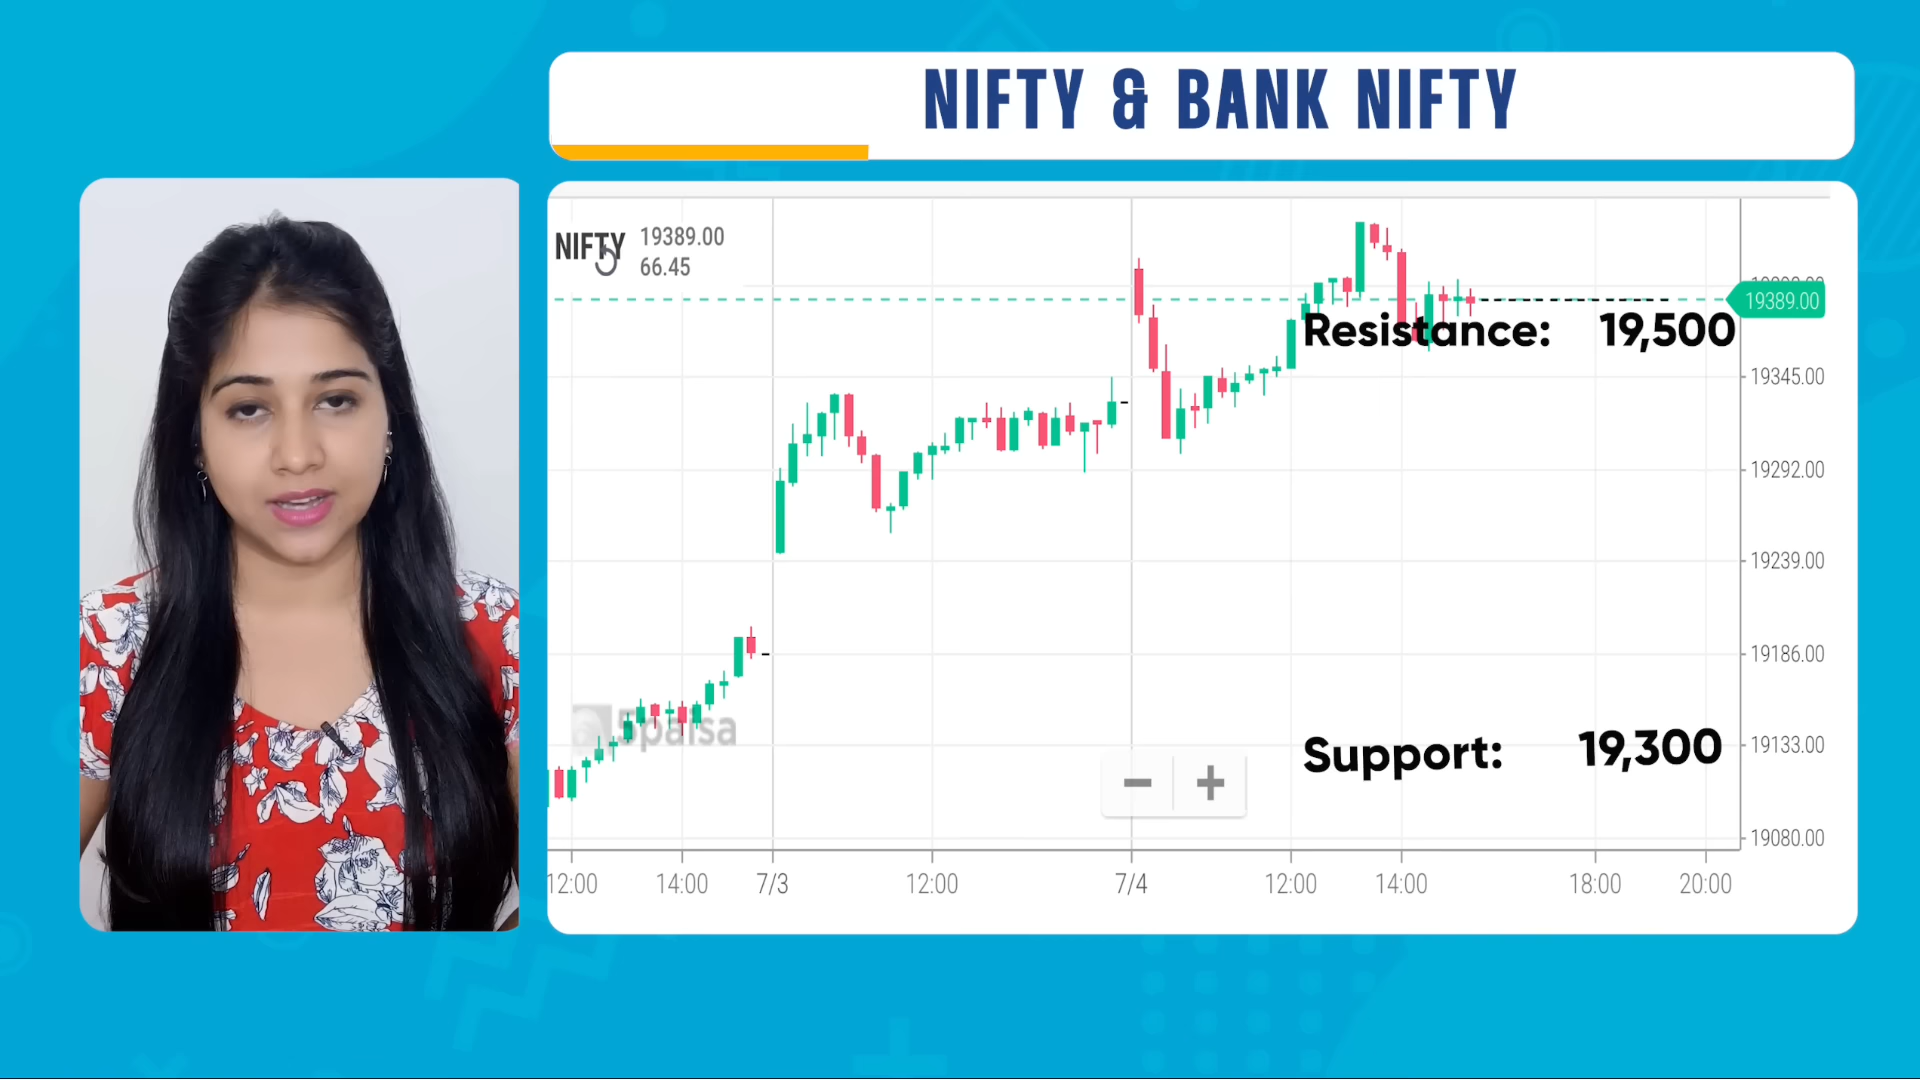 NIFTY & BANK NIFTY
NIFTY 19389.00
66.45
19389.00
Resistance: 19,500
19345.00
19292.00
19239.00
19186.00
5paisa
Support: 19,300
19133.00
19080.00
12:00 14:00 7/3 12:00 7/4 12:00 14:00 18:00 20:00